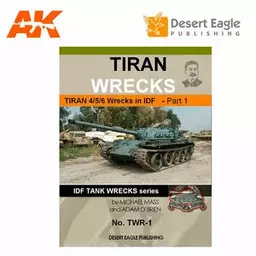 AK
Desert Eagle
PUBLISHING
TIRAN
WRECKS
TIRAN 4/5/6 Wrecks in IDF - Part 1
IDF TANK WRECKS series
by MICHAEL MASS
and ADAM O'BRIEN
No. TWR-1
DESERT EAGLE PUBLISHING